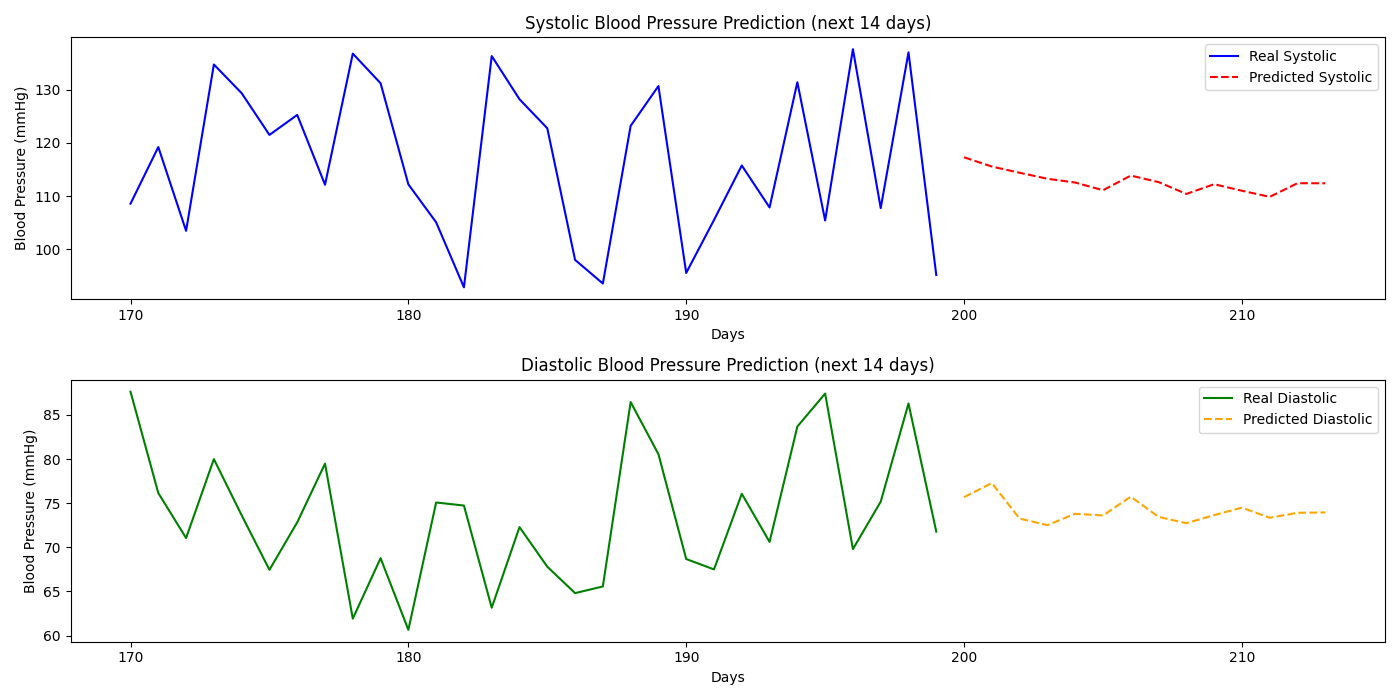 Systolic Blood Pressure Prediction (next 14 days)
Real Systolic
Predicted Systolic
Blood Pressure (mmHg)
130
120
110
100
170 180 190 200 210
Days
Diastolic Blood Pressure Prediction (next 14 days)
Real Diastolic
Predicted Diastolic
Blood Pressure (mmHg)
85
80
75
70
65
60
170 180 190 200 210
Days